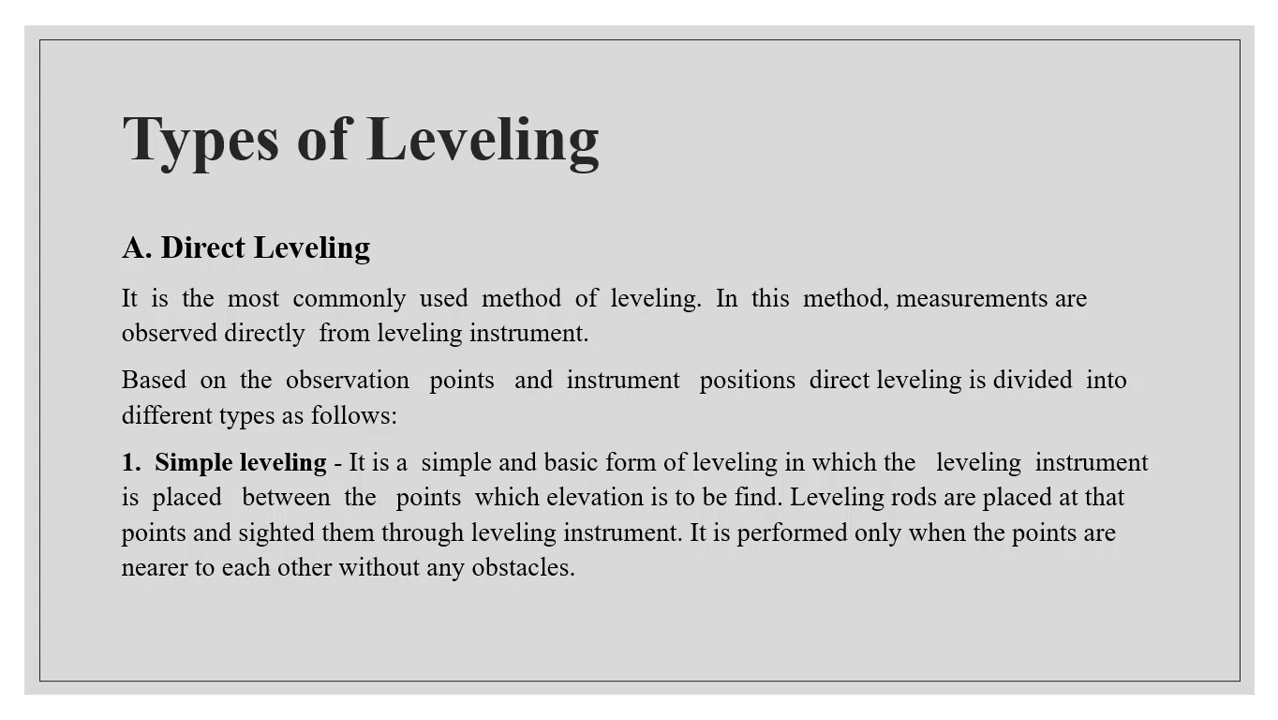 Types of Leveling
A. Direct Leveling
It is the most commonly used method of leveling. In this method, measurements are
observed directly from leveling instrument.
Based on the observation points and instrument positions direct leveling is divided into
different types as follows:
1. Simple leveling - It is a simple and basic form of leveling in which the leveling instrument
is placed between the points which elevation is to be find. Leveling rods are placed at that
points and sighted them through leveling instrument. It is performed only when the points are
nearer to each other without any obstacles.